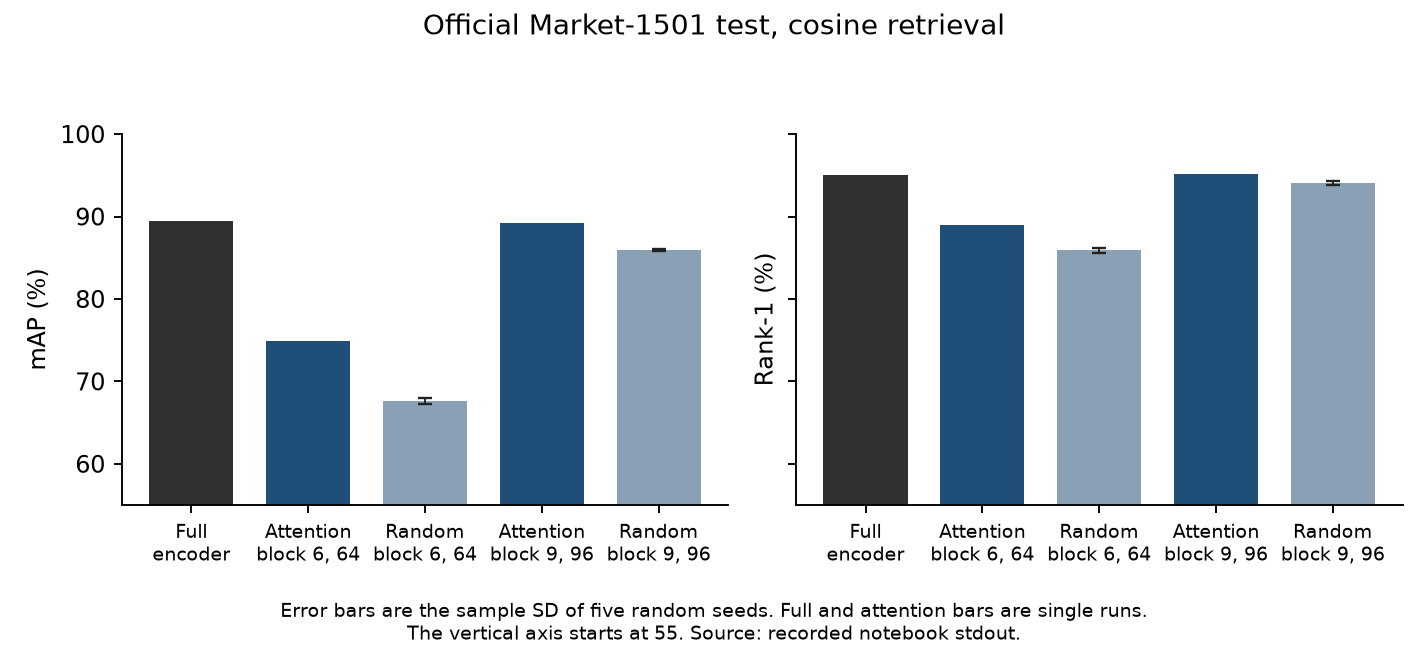 Official Market-1501 test, cosine retrieval
mAP (%)
100
90
80
70
60
Full
encoder
Attention
block 6, 64
Random
block 6, 64
Attention
block 9, 96
Random
block 9, 96
Rank-1 (%)
Full
encoder
Attention
block 6, 64
Random
block 6, 64
Attention
block 9, 96
Random
block 9, 96
Error bars are the sample SD of five random seeds. Full and attention bars are single runs.
The vertical axis starts at 55. Source: recorded notebook stdout.